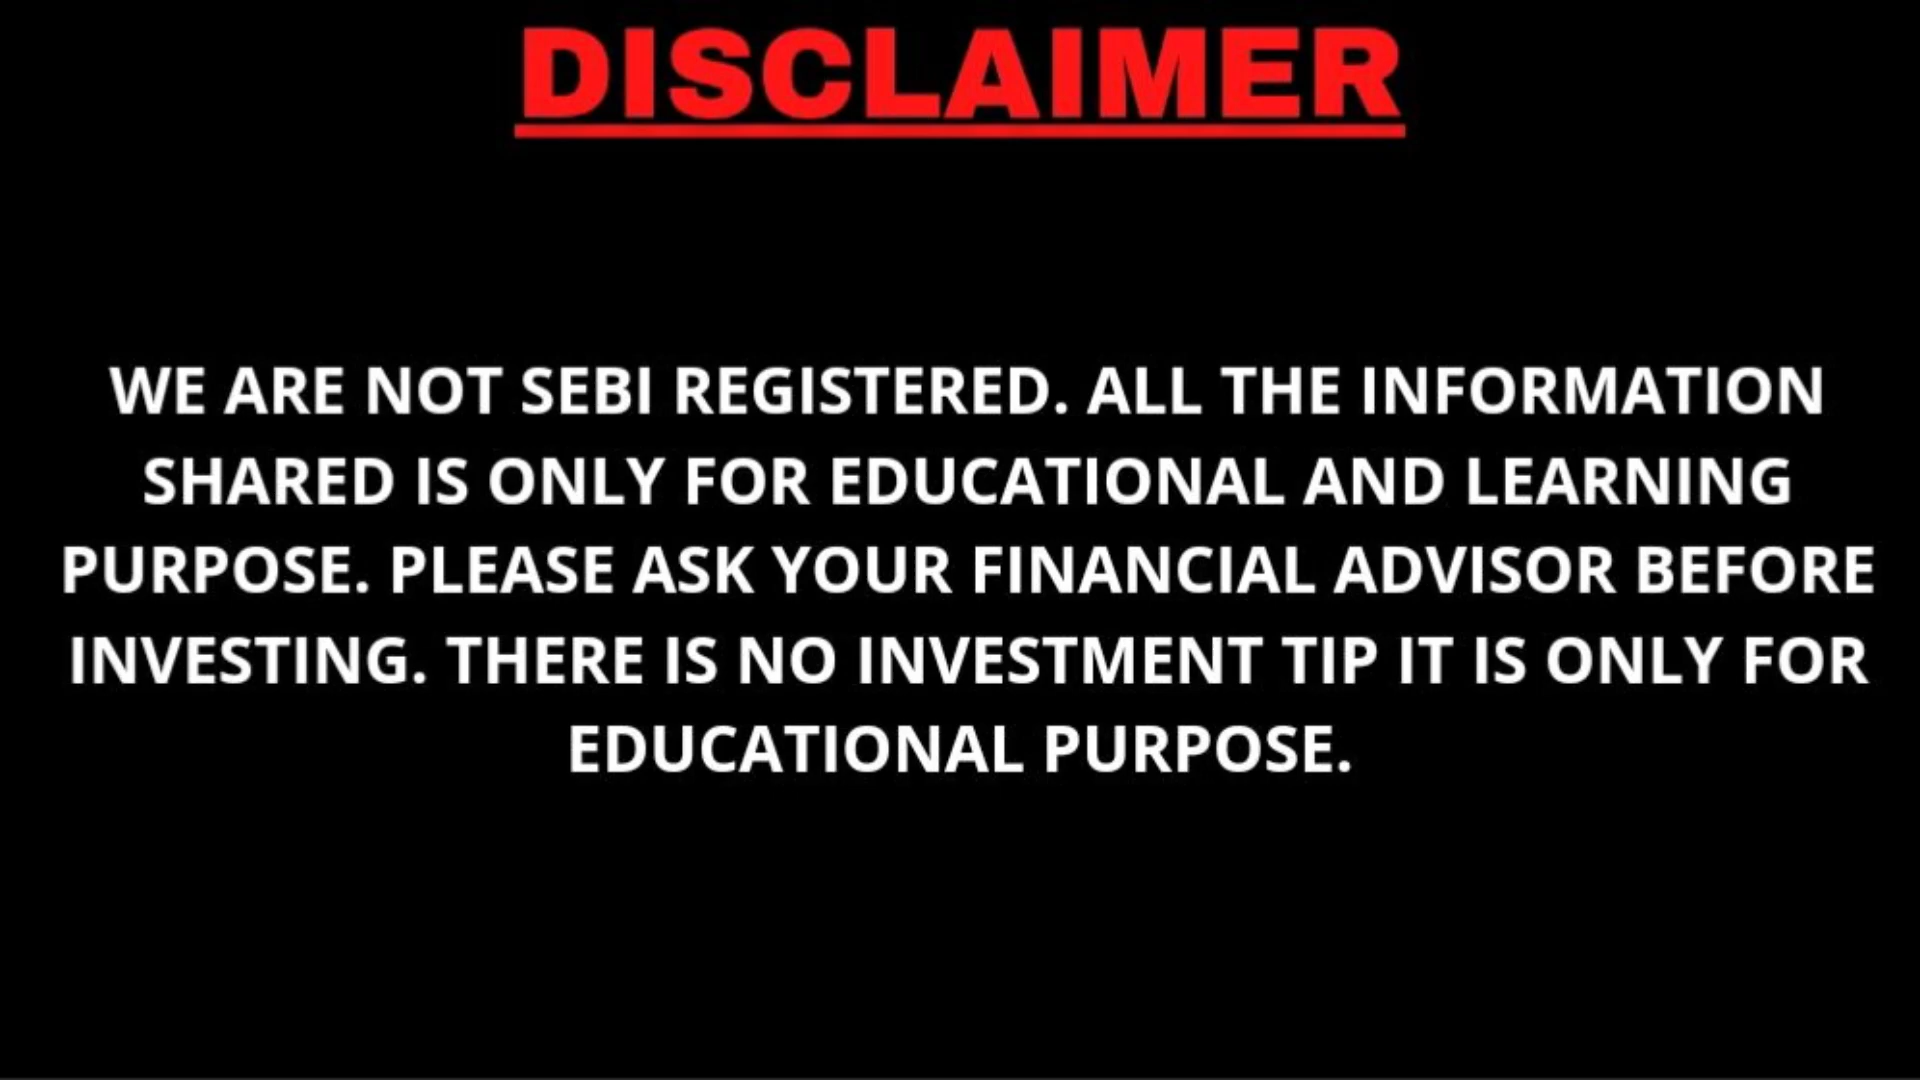 DISCLAIMER
WE ARE NOT SEBI REGISTERED. ALL THE INFORMATION
SHARED IS ONLY FOR EDUCATIONAL AND LEARNING
PURPOSE. PLEASE ASK YOUR FINANCIAL ADVISOR BEFORE
INVESTING. THERE IS NO INVESTMENT TIP IT IS ONLY FOR
EDUCATIONAL PURPOSE.